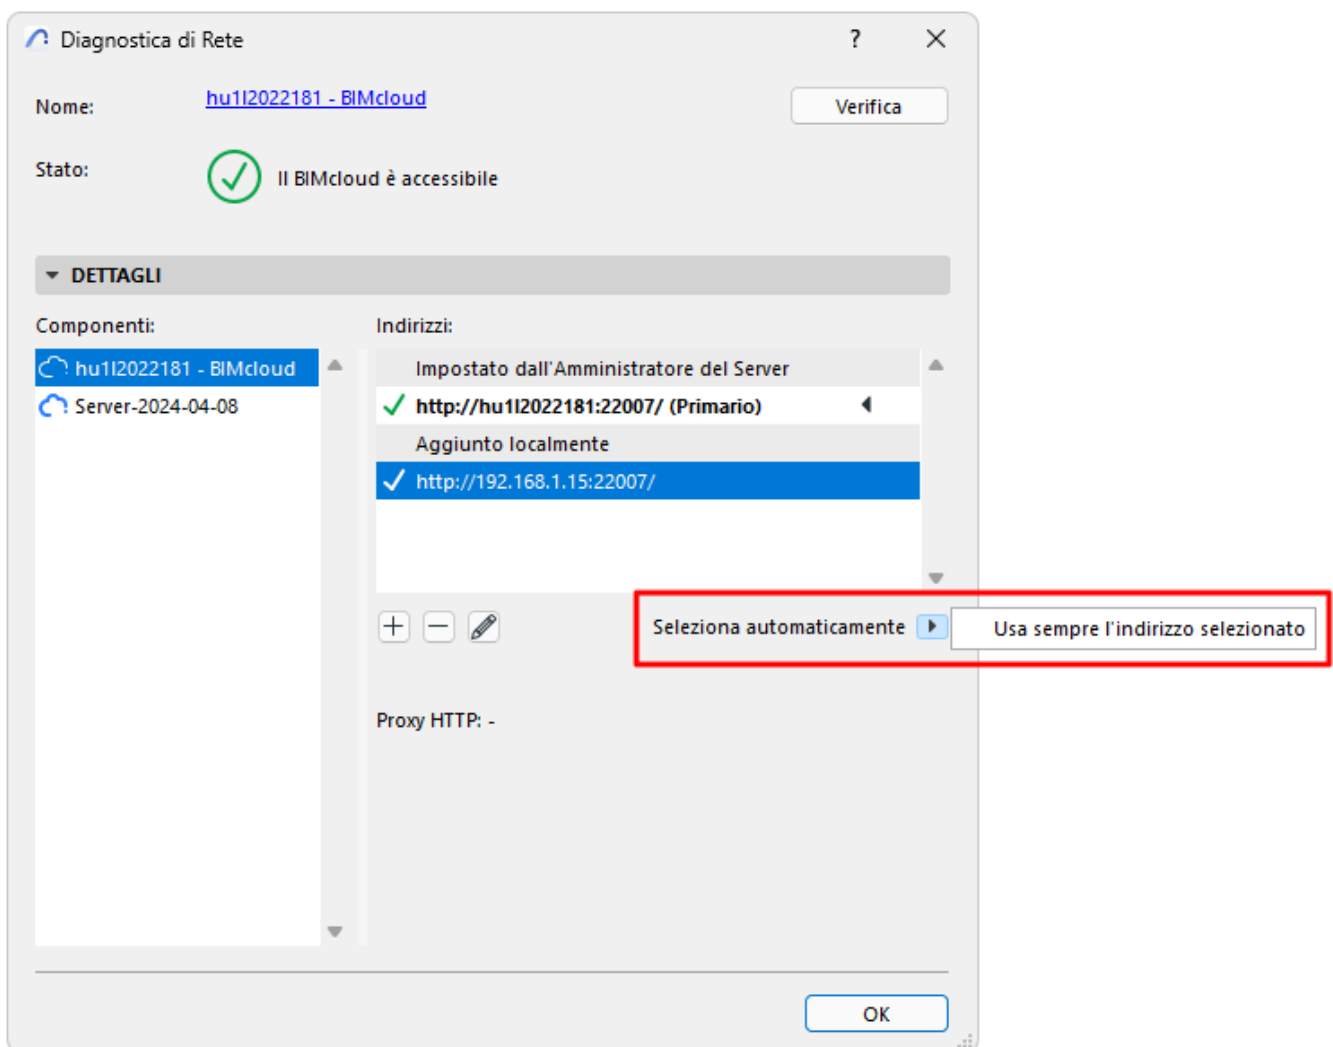 Diagnostica di Rete ?
Nome: hu1l2022181 - BIMcloud Verifica
Stato: Il BIMcloud è accessibile
DETTAGLI
Componenti: Indirizzi:
hu1l2022181 - BIMcloud Impostato dall'Amministratore del Server
Server-2024-04-08 http://hu1l2022181:22007/ (Primario)
Aggiunto localmente
http://192.168.1.15:22007/
Seleziona automaticamente Usa sempre l'indirizzo selezionato
Proxy HTTP: -
OK